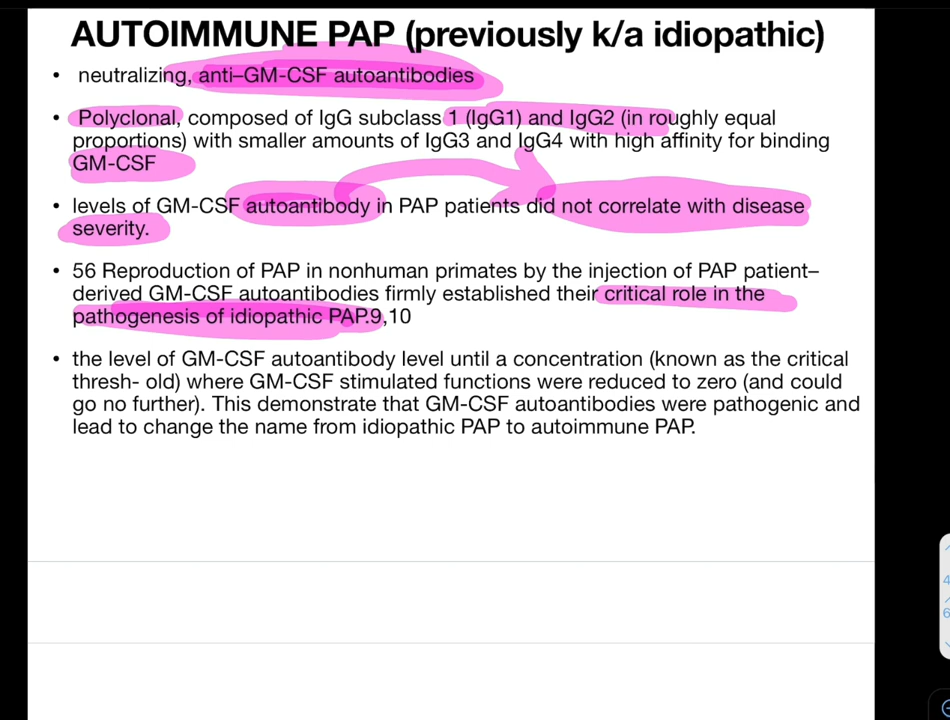 AUTOIMMUNE PAP (previously k/a idiopathic)
• neutralizing, anti–GM-CSF autoantibodies
• Polyclonal, composed of IgG subclass 1 (IgG1) and IgG2 (in roughly equal
proportions) with smaller amounts of IgG3 and IgG4 with high affinity for binding
GM-CSF
• levels of GM-CSF autoantibody in PAP patients did not correlate with disease
severity.
• 56 Reproduction of PAP in nonhuman primates by the injection of PAP patient–
derived GM-CSF autoantibodies firmly established their critical role in the
pathogenesis of idiopathic PAP.9,10
• the level of GM-CSF autoantibody level until a concentration (known as the critical
thresh- old) where GM-CSF stimulated functions were reduced to zero (and could
go no further). This demonstrate that GM-CSF autoantibodies were pathogenic and
lead to change the name from idiopathic PAP to autoimmune PAP.
4
6